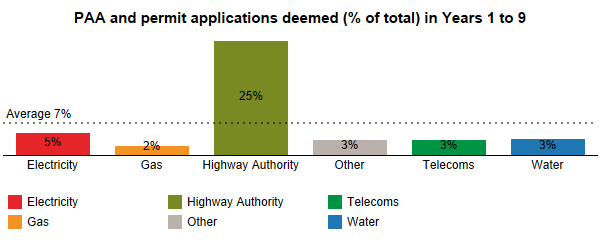 PAA and permit applications deemed (% of total) in Years 1 to 9
25%
Average 7%
5% 2% 3% 3% 3%
Electricity Gas Highway Authority Other Telecoms Water
Electricity Highway Authority Telecoms
Gas Other Water